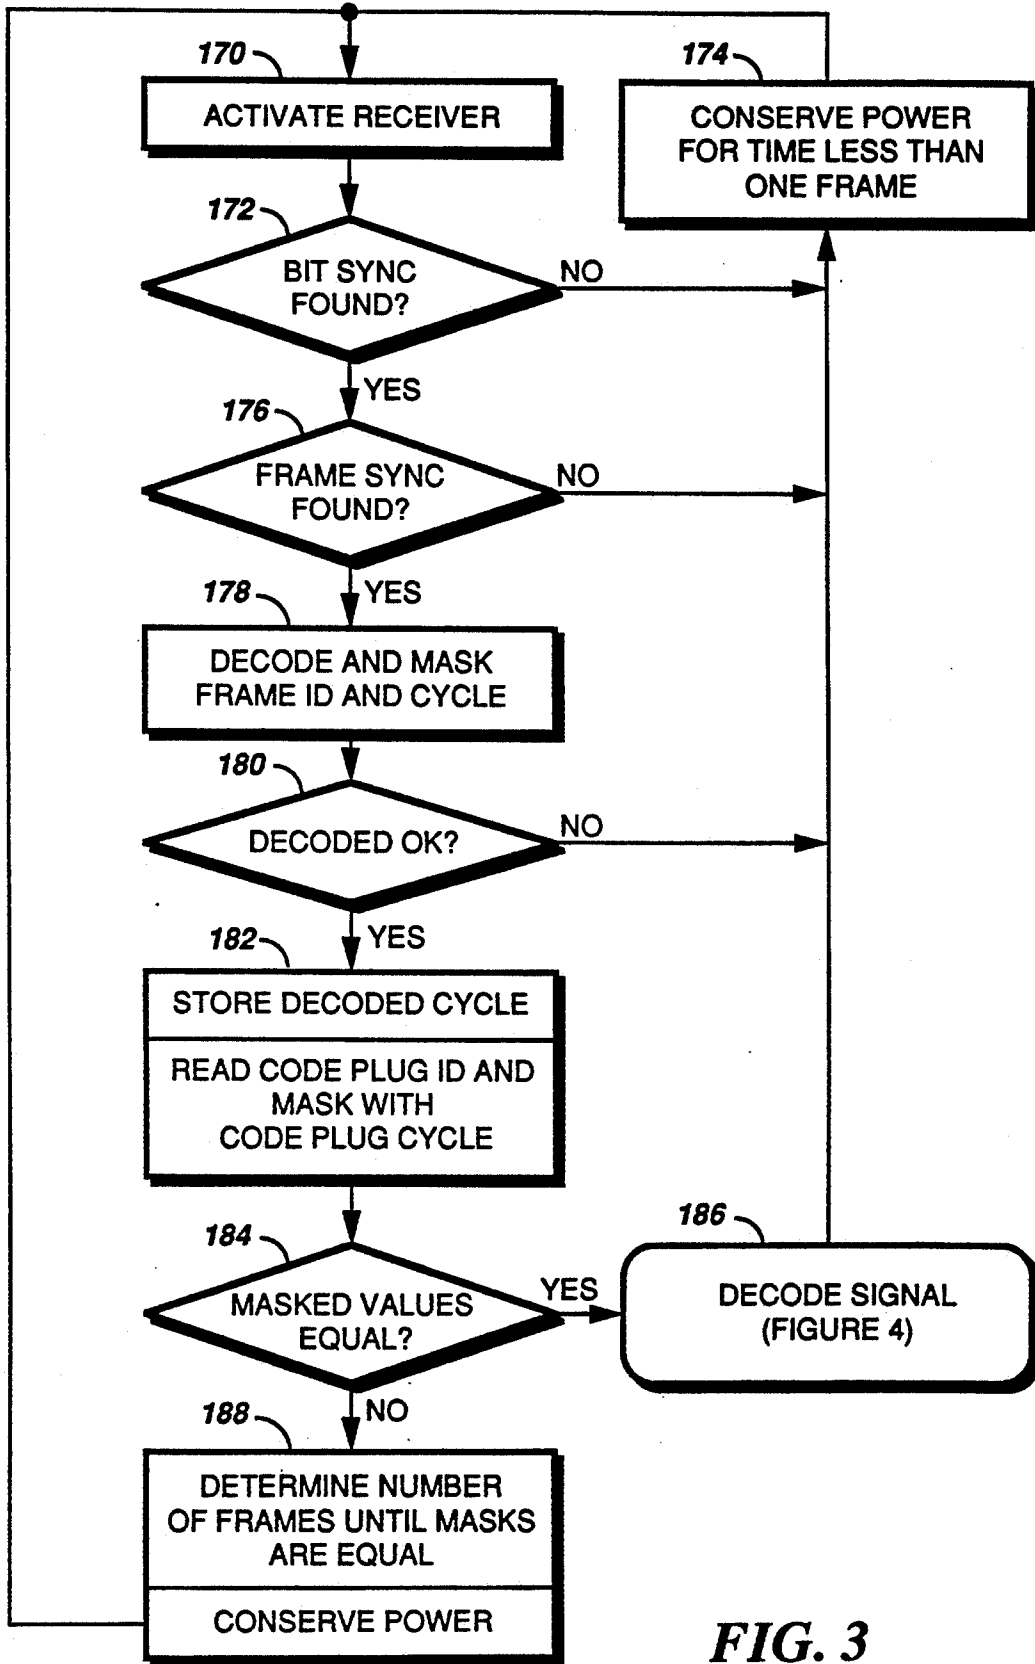 170
ACTIVATE RECEIVER
174
CONSERVE POWER
FOR TIME LESS THAN
ONE FRAME
172
BIT SYNC
FOUND?
NO
YES
176
FRAME SYNC
FOUND?
NO
YES
178
DECODE AND MASK
FRAME ID AND CYCLE
180
DECODED OK?
NO
YES
182
STORE DECODED CYCLE
READ CODE PLUG ID AND
MASK WITH
CODE PLUG CYCLE
184
MASKED VALUES
EQUAL?
YES
186
DECODE SIGNAL
(FIGURE 4)
NO
188
DETERMINE NUMBER
OF FRAMES UNTIL MASKS
ARE EQUAL
CONSERVE POWER
FIG. 3